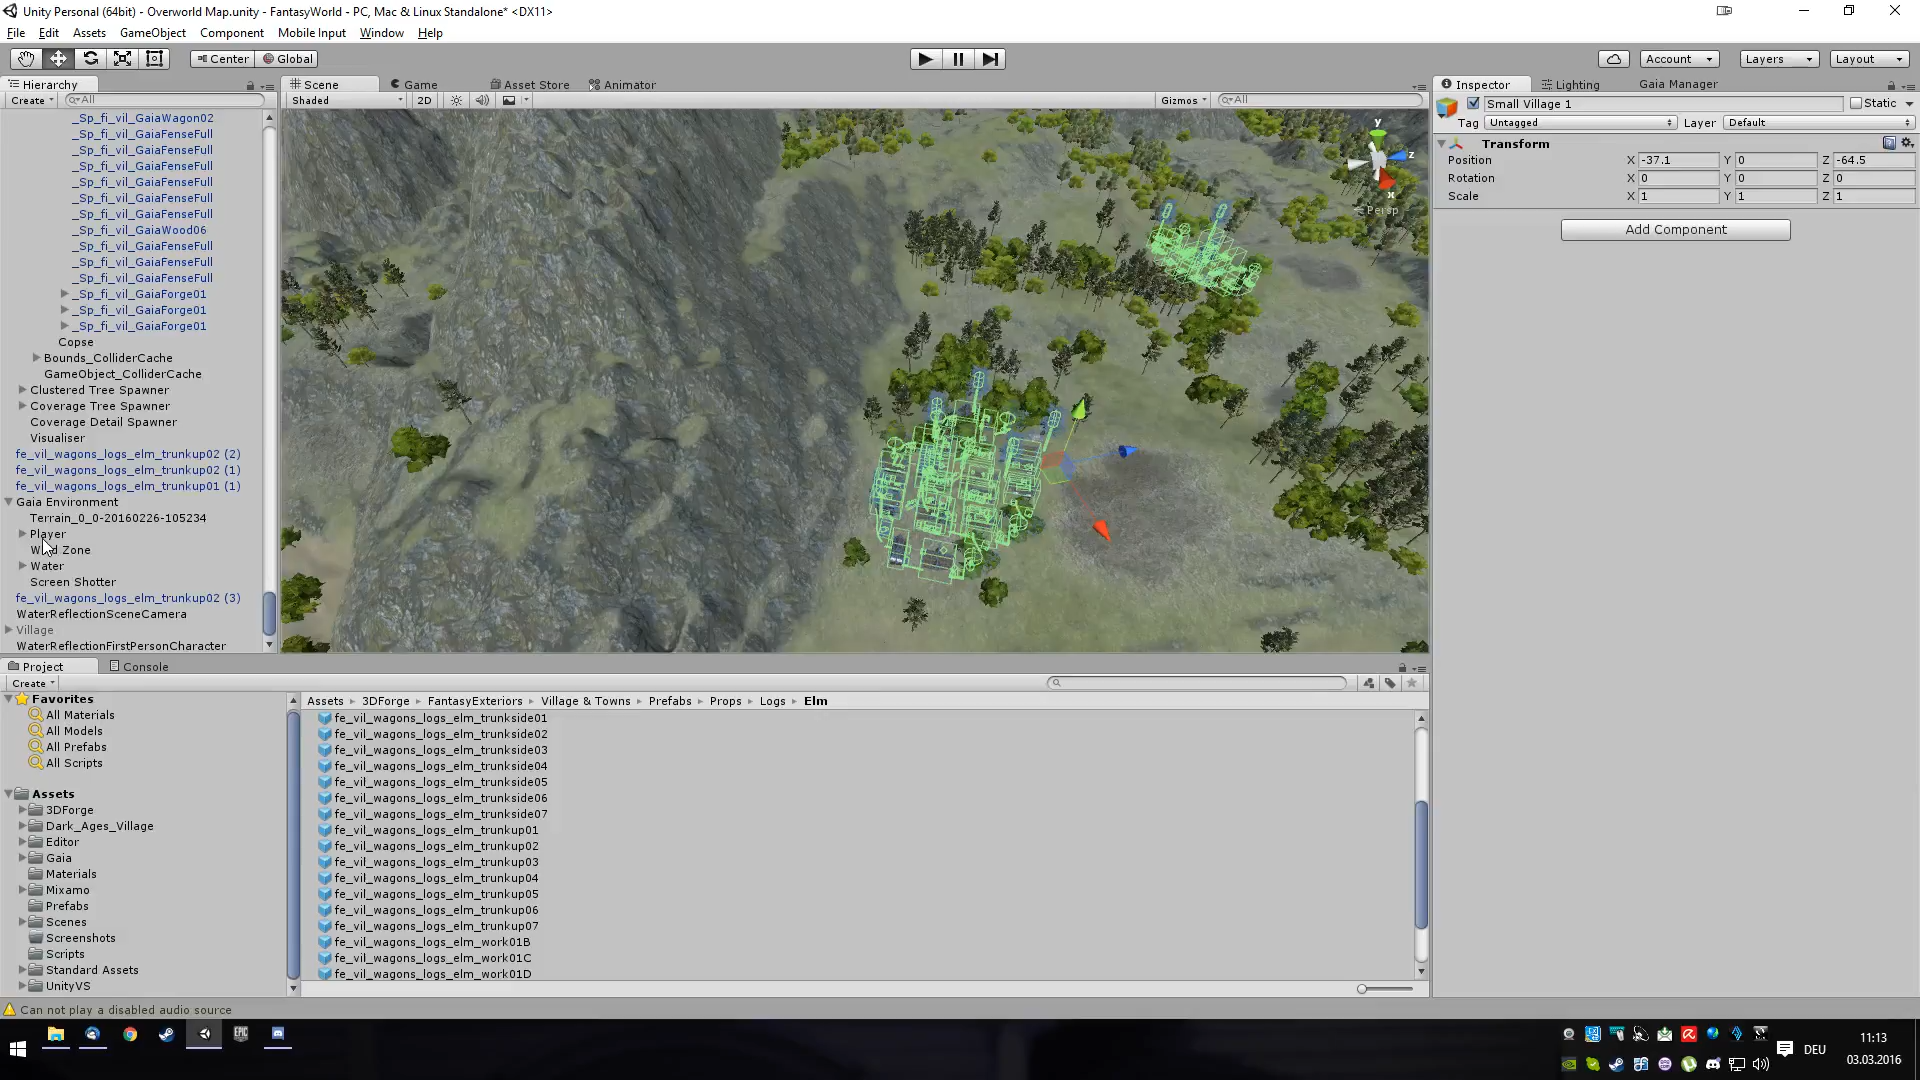 Unity Personal (64bit) - Overworld Map.unity - FantasyWorld - PC, Mac & Linux Standalone* <DX11>
File Edit Assets GameObject Component Mobile Input Window Help
Center Global Account Layers Layout
Hierarchy Scene Game Asset Store Animator Inspector Lighting Gaia Manager
Create All Shaded 2D Gizmos All
Small Village 1 Static
Tag Untagged Layer Default
Transform
Position X -37.1 Y 0 Z -64.5
Rotation X 0 Y 0 Z 0
Scale X 1 Y 1 Z 1
Add Component
y
z
x
Persp
_Sp_fi_vil_GaiaWagon02
_Sp_fi_vil_GaiaFenseFull
_Sp_fi_vil_GaiaFenseFull
_Sp_fi_vil_GaiaFenseFull
_Sp_fi_vil_GaiaFenseFull
_Sp_fi_vil_GaiaFenseFull
_Sp_fi_vil_GaiaFenseFull
_Sp_fi_vil_GaiaWood06
_Sp_fi_vil_GaiaFenseFull
_Sp_fi_vil_GaiaFenseFull
_Sp_fi_vil_GaiaFenseFull
_Sp_fi_vil_GaiaForge01
_Sp_fi_vil_GaiaForge01
_Sp_fi_vil_GaiaForge01
Copse
Bounds_ColliderCache
GameObject_ColliderCache
Clustered Tree Spawner
Coverage Tree Spawner
Coverage Detail Spawner
Visualiser
fe_vil_wagons_logs_elm_trunkup02 (2)
fe_vil_wagons_logs_elm_trunkup02 (1)
fe_vil_wagons_logs_elm_trunkup01 (1)
Gaia Environment
Terrain_0_0-20160226-105234
Player
Zone
Water
Screen Shotter
fe_vil_wagons_logs_elm_trunkup02 (3)
WaterReflectionSceneCamera
Village
WaterReflectionFirstPersonCharacter
Project Console
Create
Favorites
All Materials
All Models
All Prefabs
All Scripts
Assets
3DForge
Dark_Ages_Village
Editor
Gaia
Materials
Mixamo
Prefabs
Scenes
Screenshots
Scripts
Standard Assets
UnityVS
Assets 3DForge FantasyExteriors Village & Towns Prefabs Props Logs Elm
fe_vil_wagons_logs_elm_trunkside01
fe_vil_wagons_logs_elm_trunkside02
fe_vil_wagons_logs_elm_trunkside03
fe_vil_wagons_logs_elm_trunkside04
fe_vil_wagons_logs_elm_trunkside05
fe_vil_wagons_logs_elm_trunkside06
fe_vil_wagons_logs_elm_trunkside07
fe_vil_wagons_logs_elm_trunkup01
fe_vil_wagons_logs_elm_trunkup02
fe_vil_wagons_logs_elm_trunkup03
fe_vil_wagons_logs_elm_trunkup04
fe_vil_wagons_logs_elm_trunkup05
fe_vil_wagons_logs_elm_trunkup06
fe_vil_wagons_logs_elm_trunkup07
fe_vil_wagons_logs_elm_work01B
fe_vil_wagons_logs_elm_work01C
fe_vil_wagons_logs_elm_work01D
Can not play a disabled audio source
EPIC
DEU
11:13
03.03.2016